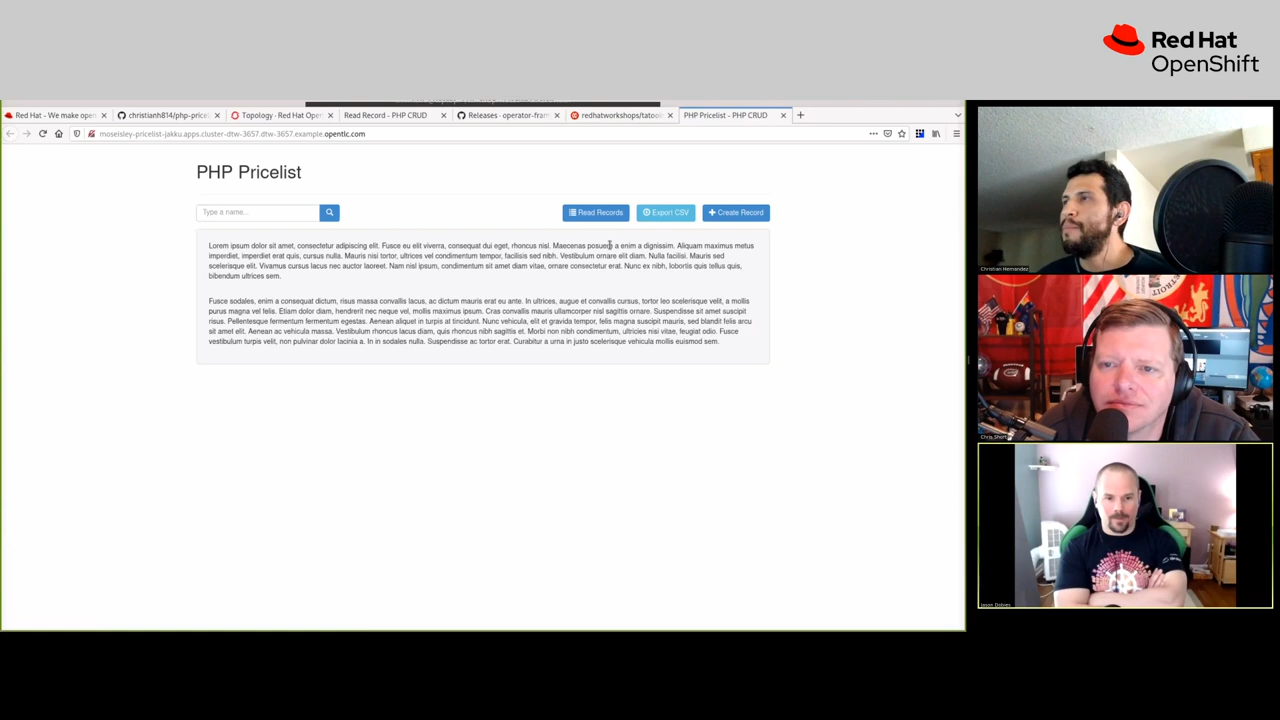 Red Hat
OpenShift
Red Hat - We make open
christianh814/php-price
Topology · Red Hat Open
Read Record - PHP CRUD
Releases · operator-fram
redhatworkshops/tatoo
PHP Pricelist - PHP CRUD
moseisley-pricelist-jakku.apps.cluster-dtw-3657.dtw-3657.example.opentlc.com
PHP Pricelist
Type a name...
Read Records
Export CSV
Create Record
Lorem ipsum dolor sit amet, consectetur adipiscing elit. Fusce eu elit viverra, consequat dui eget, rhoncus nisl. Maecenas posuere a enim a dignissim. Aliquam maximus metus
imperdiet, imperdiet erat quis, cursus nulla. Mauris nisi tortor, ultrices vel condimentum tempor, facilisis sed nibh. Vestibulum ornare elit diam. Nulla facilisi. Mauris sed
scelerisque elit. Vivamus cursus lacus nec auctor laoreet. Nam nisl ipsum, condimentum sit amet diam vitae, ornare consectetur erat. Nunc ex nibh, lobortis quis tellus quis,
bibendum ultrices sem.
Fusce sodales, enim a consequat dictum, risus massa convallis lacus, ac dictum mauris erat eu ante. In ultrices, augue et convallis cursus, tortor leo scelerisque velit, a mollis
purus magna vel felis. Etiam dolor diam, hendrerit nec neque vel, mollis maximus ipsum. Cras convallis mauris ullamcorper nisl sagittis ornare. Suspendisse sit amet suscipit
risus. Pellentesque fermentum fermentum egestas. Aenean aliquet in turpis at tincidunt. Nunc vehicula, elit et gravida tempor, felis magna suscipit mauris, sed blandit felis arcu
sit amet elit. Aenean ac vehicula massa. Vestibulum rhoncus lacus diam, quis rhoncus nibh sagittis et. Morbi non nibh condimentum, ultricies nisi vitae, feugiat odio. Fusce
vestibulum turpis velit, non pulvinar dolor lacinia a. In in sodales nulla. Suspendisse ac tortor erat. Curabitur a urna in justo scelerisque vehicula mollis euismod sem.
Christian Hernandez
DETROIT
Chris Short
Jason Dobies